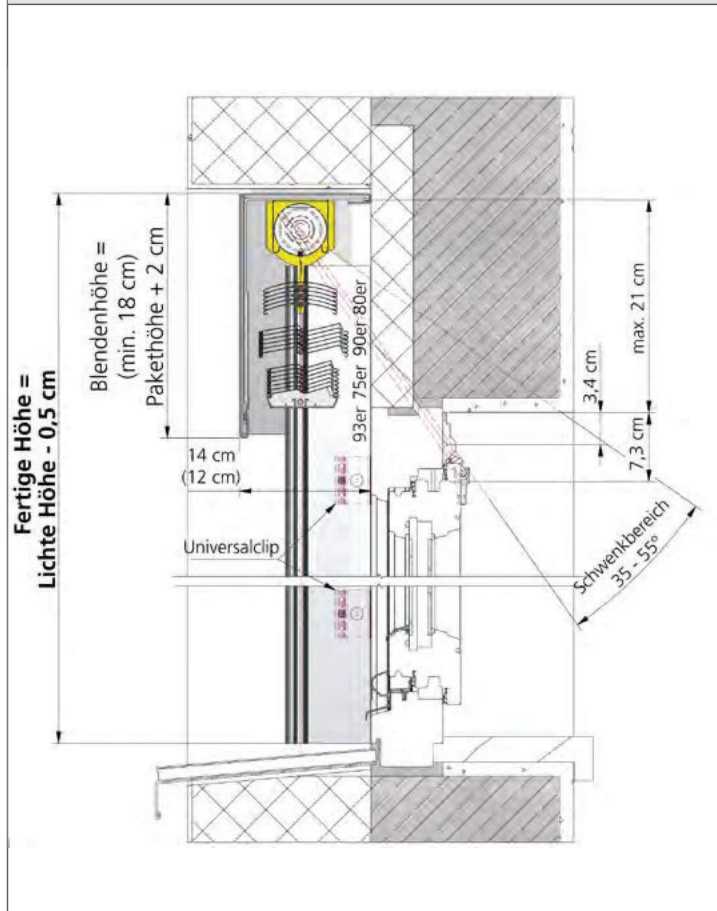 Fertige Höhe =
Lichte Höhe - 0,5 cm
Blendenhöhe =
(min. 18 cm)
Pakethöhe + 2 cm
93er 75er 90er 80er
max. 21 cm
3,4 cm
7,3 cm
14 cm
(12 cm)
Universalclip
Schwenkbereich
35 - 55°